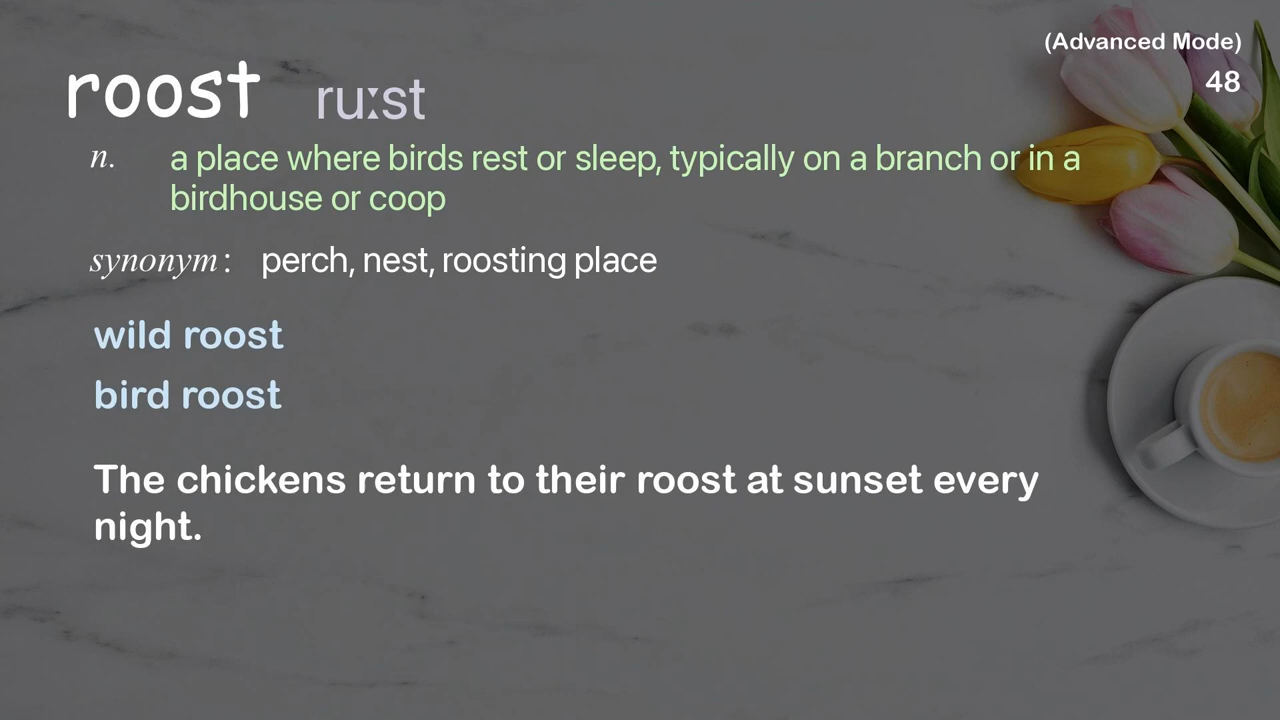 (Advanced Mode)
48
roost ruːst
n. a place where birds rest or sleep, typically on a branch or in a
birdhouse or coop
synonym: perch, nest, roosting place
wild roost
bird roost
The chickens return to their roost at sunset every
night.